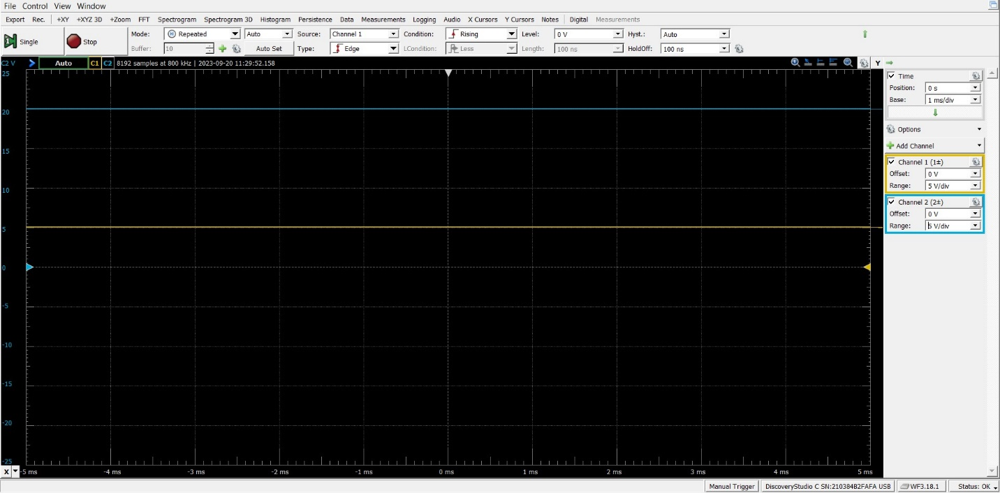 File Control View Window
Export Rec. +XY +XYZ 3D +Zoom FFT Spectrogram Spectrogram 3D Histogram Persistence Data Measurements Logging Audio X Cursors Y Cursors Notes Digital Measurements
Single Stop Mode: Repeated Auto Source: Channel 1 Condition: Rising Level: 0 V Hyst.: Auto
Buffer: 10 Auto Set Type: Edge LCondition: Less Length: 100 ns HoldOff: 100 ns
C2 V Auto C1 C2 8192 samples at 800 kHz | 2023-09-20 11:29:52.158 Y
25
20
15
10
5
0
-5
-10
-15
-20
-25
X -5 ms -4 ms -3 ms -2 ms -1 ms 0 ms 1 ms 2 ms 3 ms 4 ms 5 ms
Time
Position: 0 s
Base: 1 ms/div
Options
Add Channel
Channel 1 (1±)
Offset: 0 V
Range: 5 V/div
Channel 2 (2±)
Offset: 0 V
Range: 5 V/div
Manual Trigger DiscoveryStudio C SN:210384B2FAFA USB WF3.18.1 Status: OK